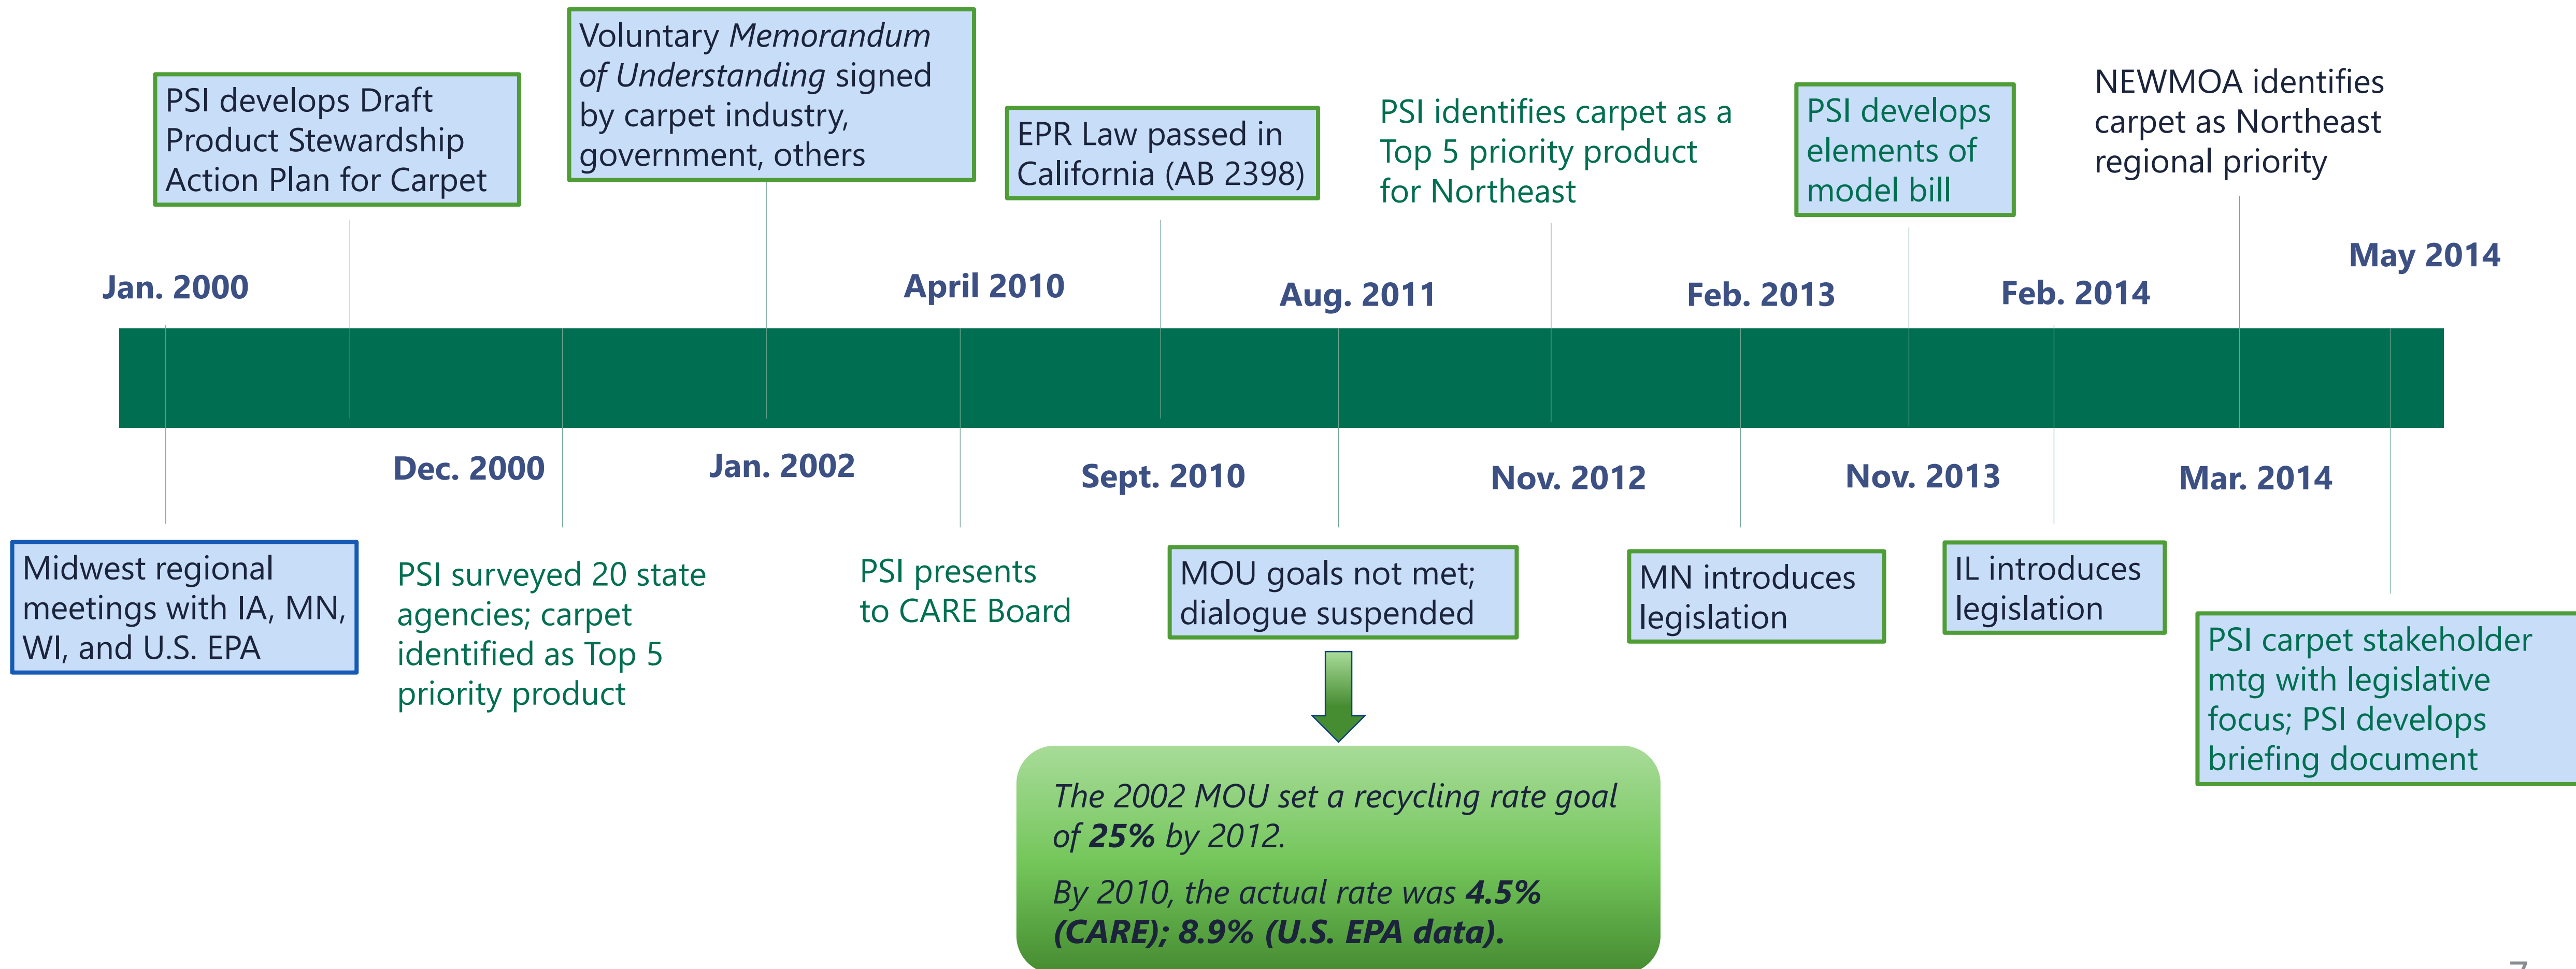 PSI develops Draft
Product Stewardship
Action Plan for Carpet
Voluntary Memorandum
of Understanding signed
by carpet industry,
government, others
EPR Law passed in
California (AB 2398)
PSI identifies carpet as a
Top 5 priority product
for Northeast
PSI develops
elements of
model bill
NEWMOA identifies
carpet as Northeast
regional priority
Jan. 2000
April 2010
Aug. 2011
Feb. 2013
Feb. 2014
May 2014
Dec. 2000
Jan. 2002
Sept. 2010
Nov. 2012
Nov. 2013
Mar. 2014
Midwest regional
meetings with IA, MN,
WI, and U.S. EPA
PSI surveyed 20 state
agencies; carpet
identified as Top 5
priority product
PSI presents
to CARE Board
MOU goals not met;
dialogue suspended
MN introduces
legislation
IL introduces
legislation
PSI carpet stakeholder
mtg with legislative
focus; PSI develops
briefing document
The 2002 MOU set a recycling rate goal
of 25% by 2012.
By 2010, the actual rate was 4.5%
(CARE); 8.9% (U.S. EPA data).